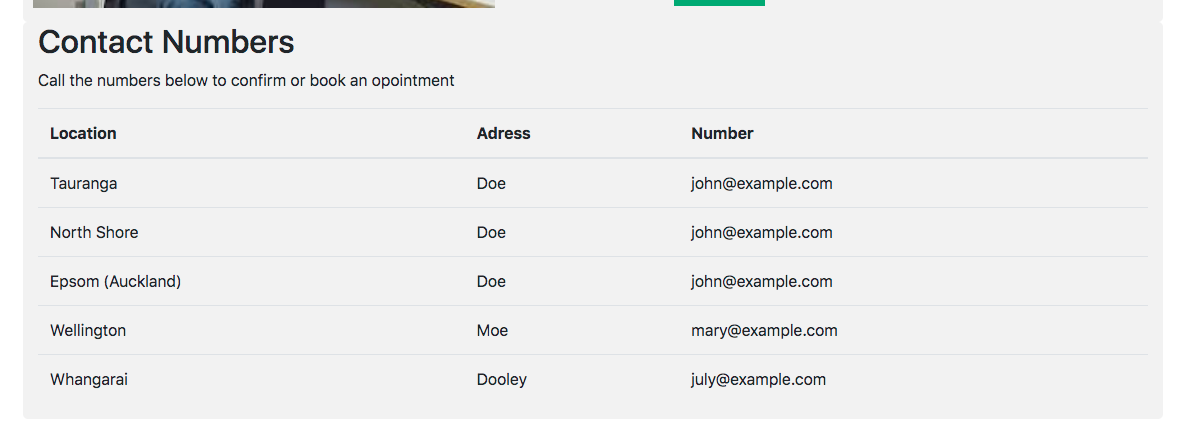 Contact Numbers
Call the numbers below to confirm or book an opointment
Location Adress Number
Tauranga Doe john@example.com
North Shore Doe john@example.com
Epsom (Auckland) Doe john@example.com
Wellington Moe mary@example.com
Whangarai Dooley july@example.com